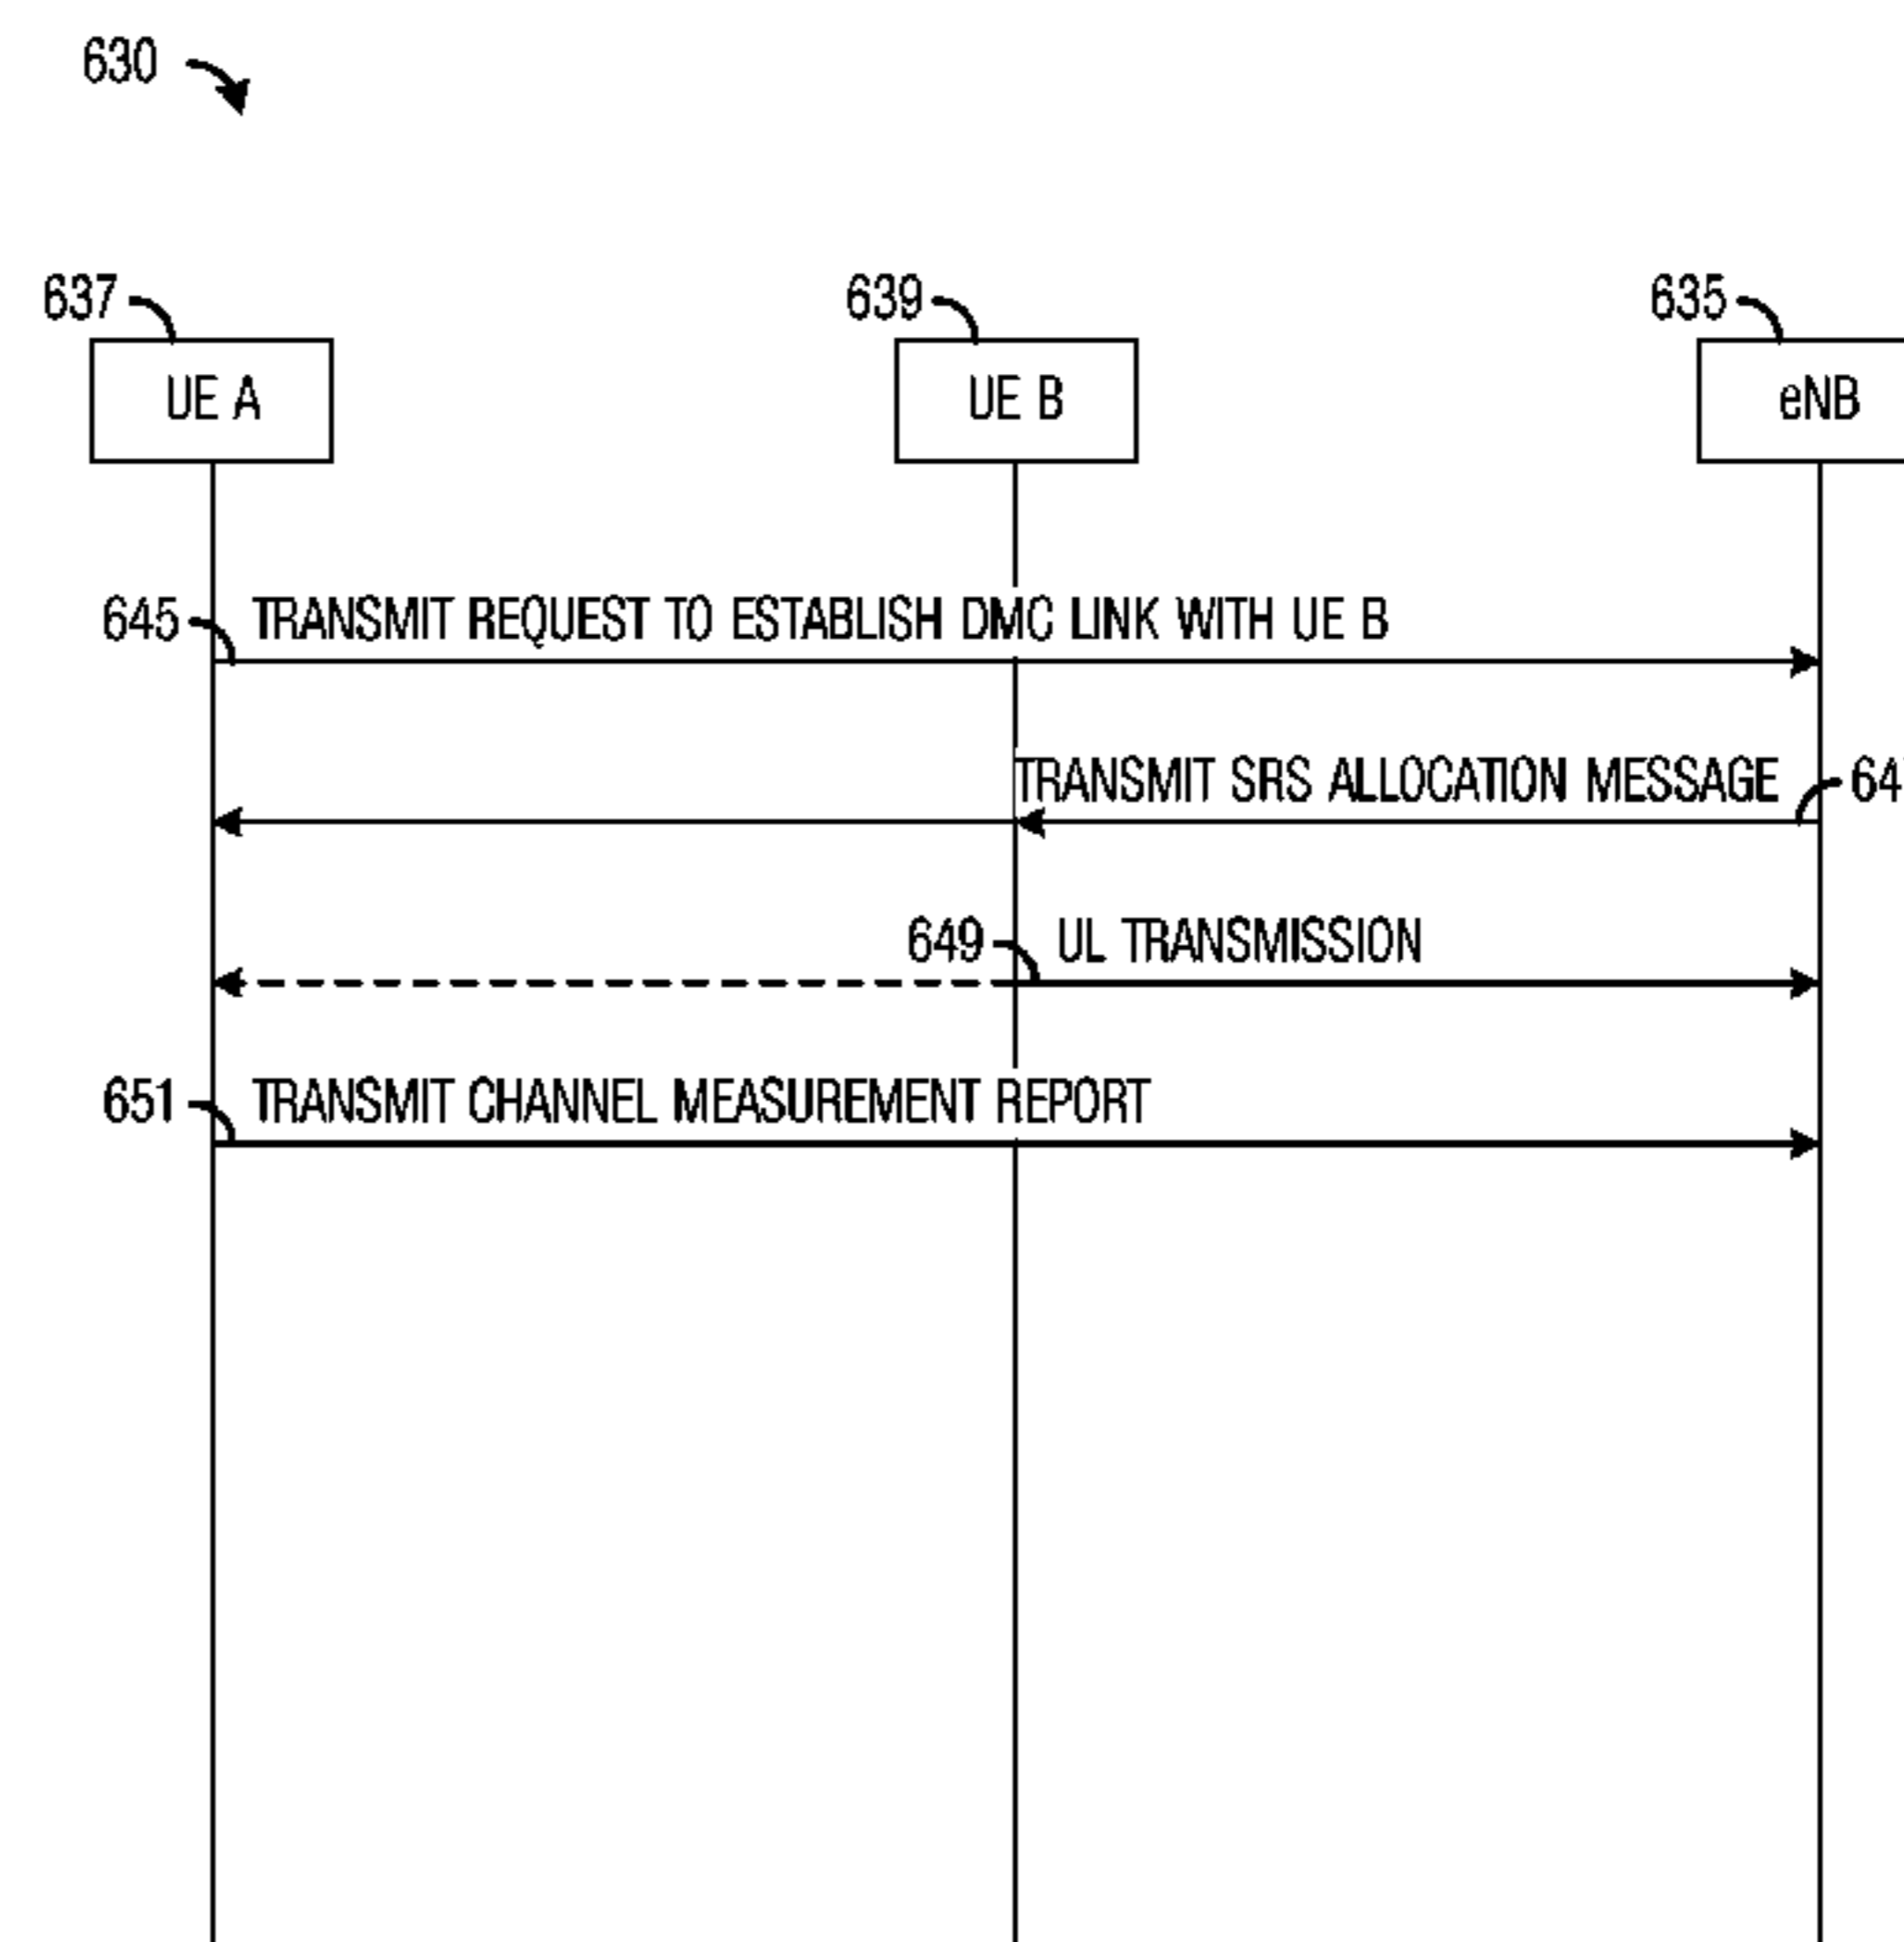 630
637
639
635
UE A
UE B
eNB
645
TRANSMIT REQUEST TO ESTABLISH DMC LINK WITH UE B
TRANSMIT SRS ALLOCATION MESSAGE
649
UL TRANSMISSION
651
TRANSMIT CHANNEL MEASUREMENT REPORT